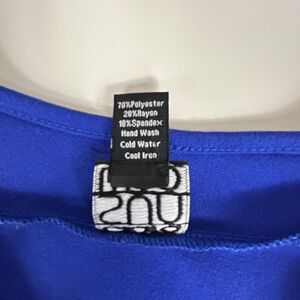 70%Polyester
20%Rayon
10%Spandex
Hand Wash
Cold Water
Cool Iron